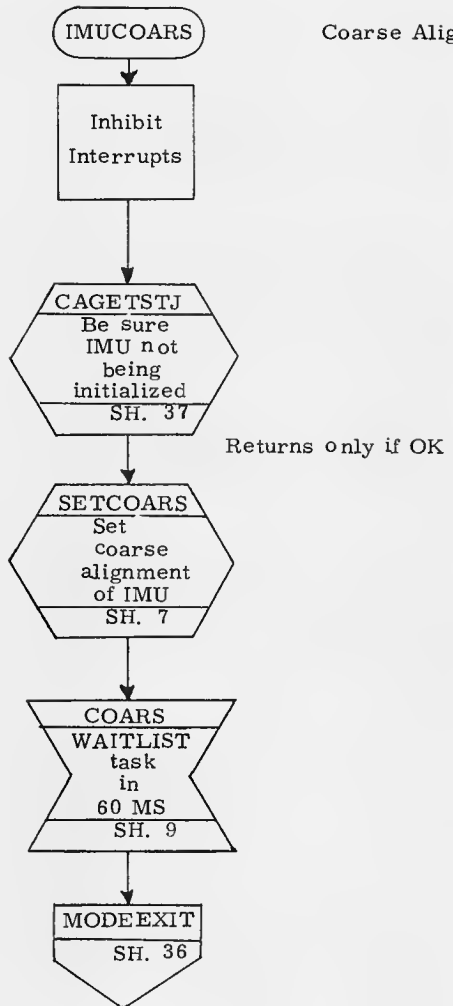 IMUCOARS
Coarse Alig
Inhibit
Interrupts
CAGETSTJ
Be sure
IMU not
being
initialized
SH. 37
Returns only if OK
SETCOARS
Set
coarse
alignment
of IMU
SH. 7
COARS
WAITLIST
task
in
60 MS
SH. 9
MODEEXIT
SH. 36